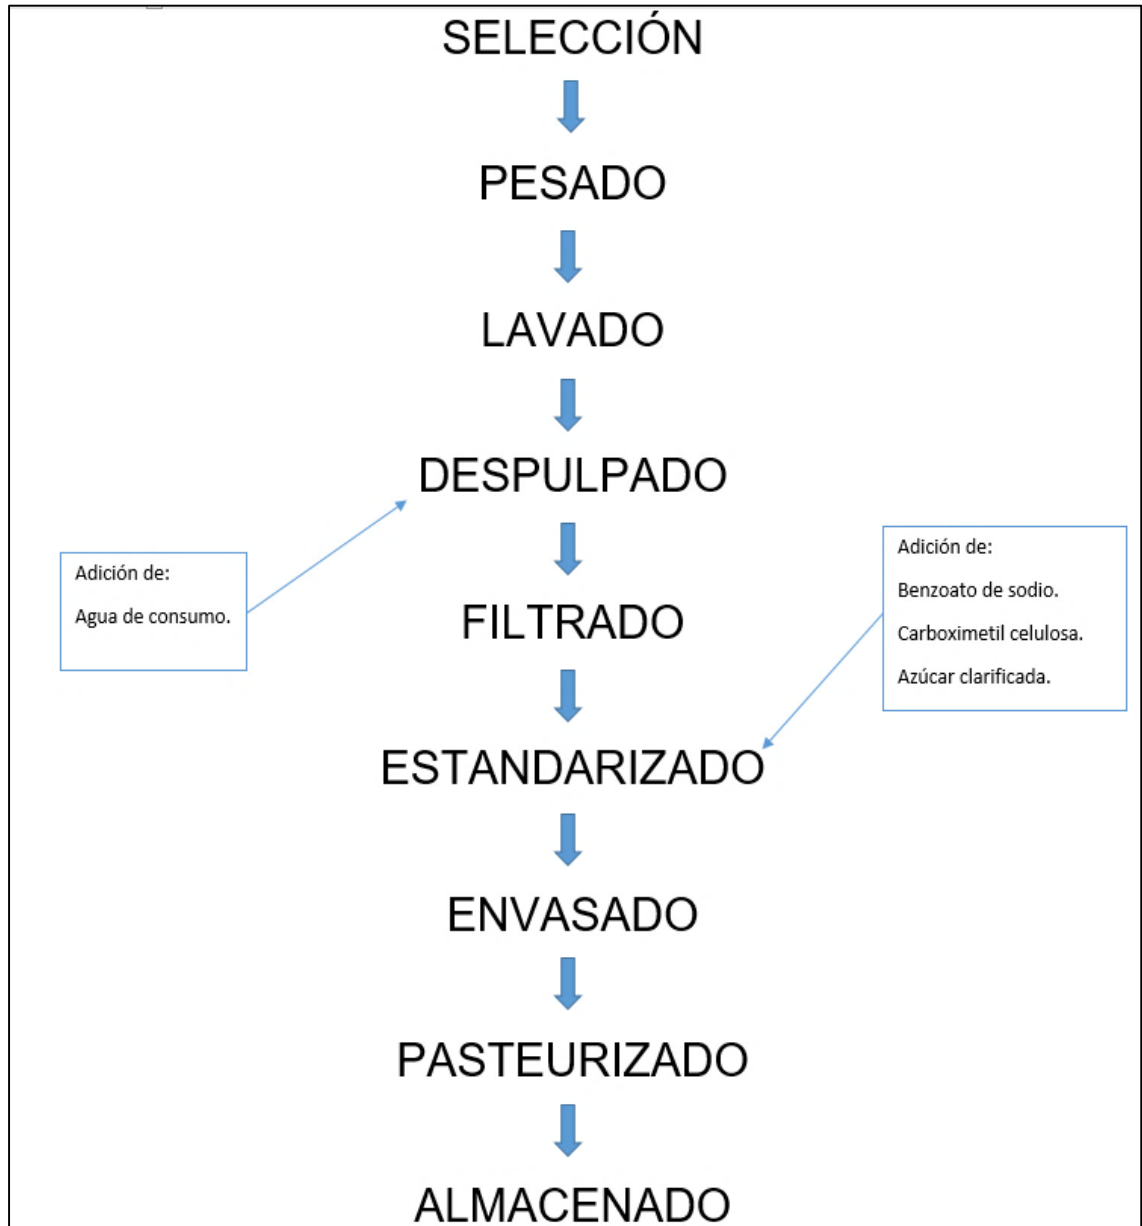 SELECCIÓN
PESADO
LAVADO
DESPULPADO
Adición de:
Agua de consumo.
FILTRADO
Adición de:
Benzoato de sodio.
Carboximetil celulosa.
Azúcar clarificada.
ESTANDARIZADO
ENVASADO
PASTEURIZADO
ALMACENADO